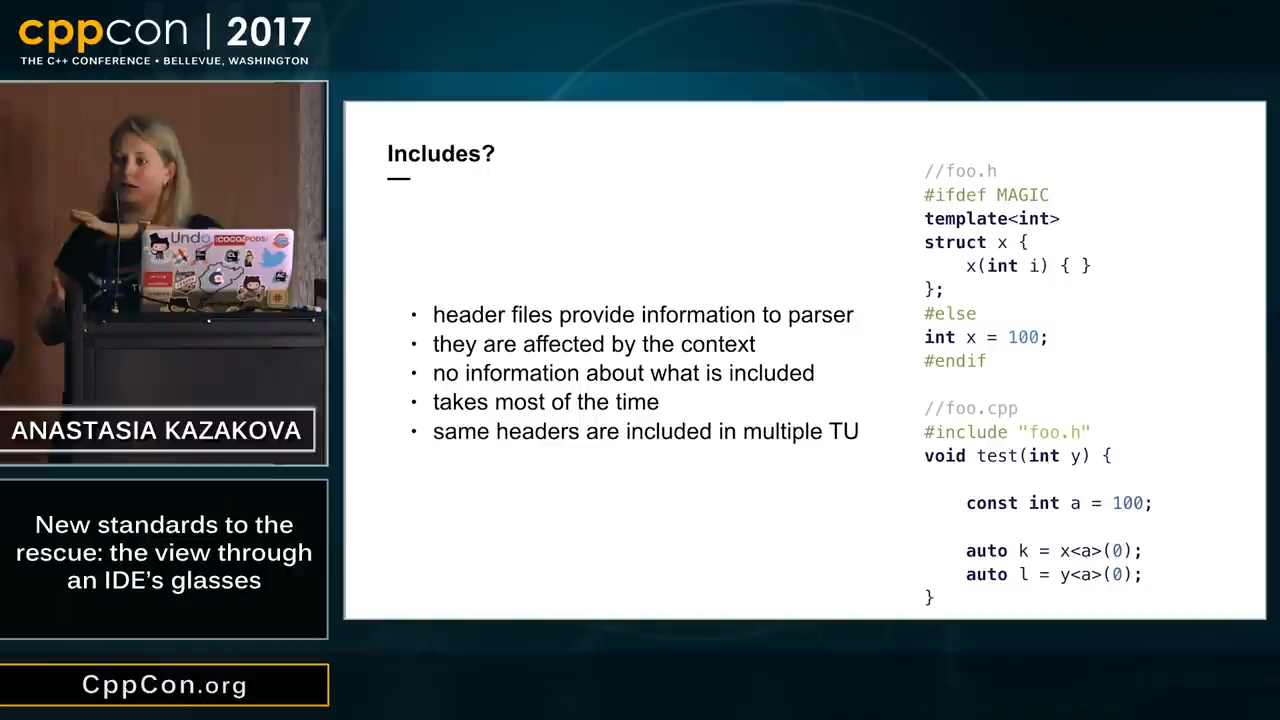 cppcon | 2017
THE C++ CONFERENCE • BELLEVUE, WASHINGTON
Undo
COCOAPODS
CL
AC
ANASTASIA KAZAKOVA
New standards to the
rescue: the view through
an IDE's glasses
CppCon.org
Includes?
• header files provide information to parser
• they are affected by the context
• no information about what is included
• takes most of the time
• same headers are included in multiple TU
//foo.h
#ifdef MAGIC
template<int>
struct x {
    x(int i) { }
};
#else
int x = 100;
#endif
//foo.cpp
#include "foo.h"
void test(int y) {
    const int a = 100;
    auto k = x<a>(0);
    auto l = y<a>(0);
}